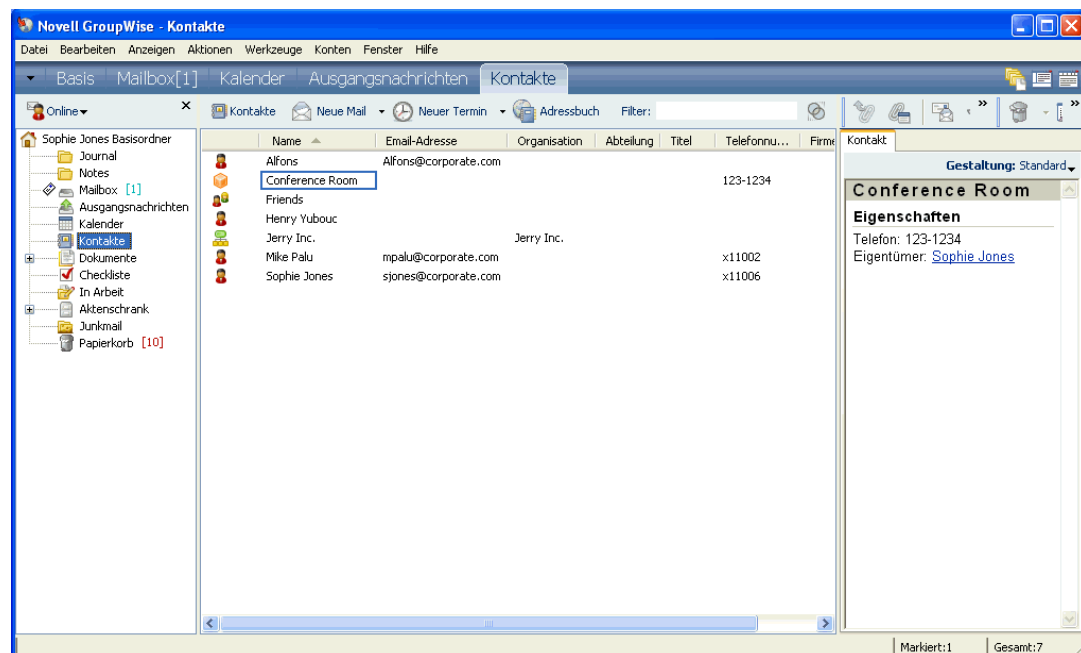 Novell GroupWise - Kontakte
Datei Bearbeiten Anzeigen Aktionen Werkzeuge Konten Fenster Hilfe
Basis Mailbox[1] Kalender Ausgangsnachrichten Kontakte
Online Kontakte Neue Mail Neuer Termin Adressbuch Filter:
Sophie Jones Basisordner
Journal
Notes
Mailbox [1]
Ausgangsnachrichten
Kalender
Kontakte
Dokumente
Checkliste
In Arbeit
Aktenschrank
Junkmail
Papierkorb [10]
Name Email-Adresse Organisation Abteilung Titel Telefonnu... Firme
Alfons Alfons@corporate.com
Conference Room 123-1234
Friends
Henry Yubouc
Jerry Inc. Jerry Inc.
Mike Palu mpalu@corporate.com x11002
Sophie Jones sjones@corporate.com x11006
Kontakt
Gestaltung: Standard
Conference Room
Eigenschaften
Telefon: 123-1234
Eigentümer: Sophie Jones
Markiert:1 Gesamt:7